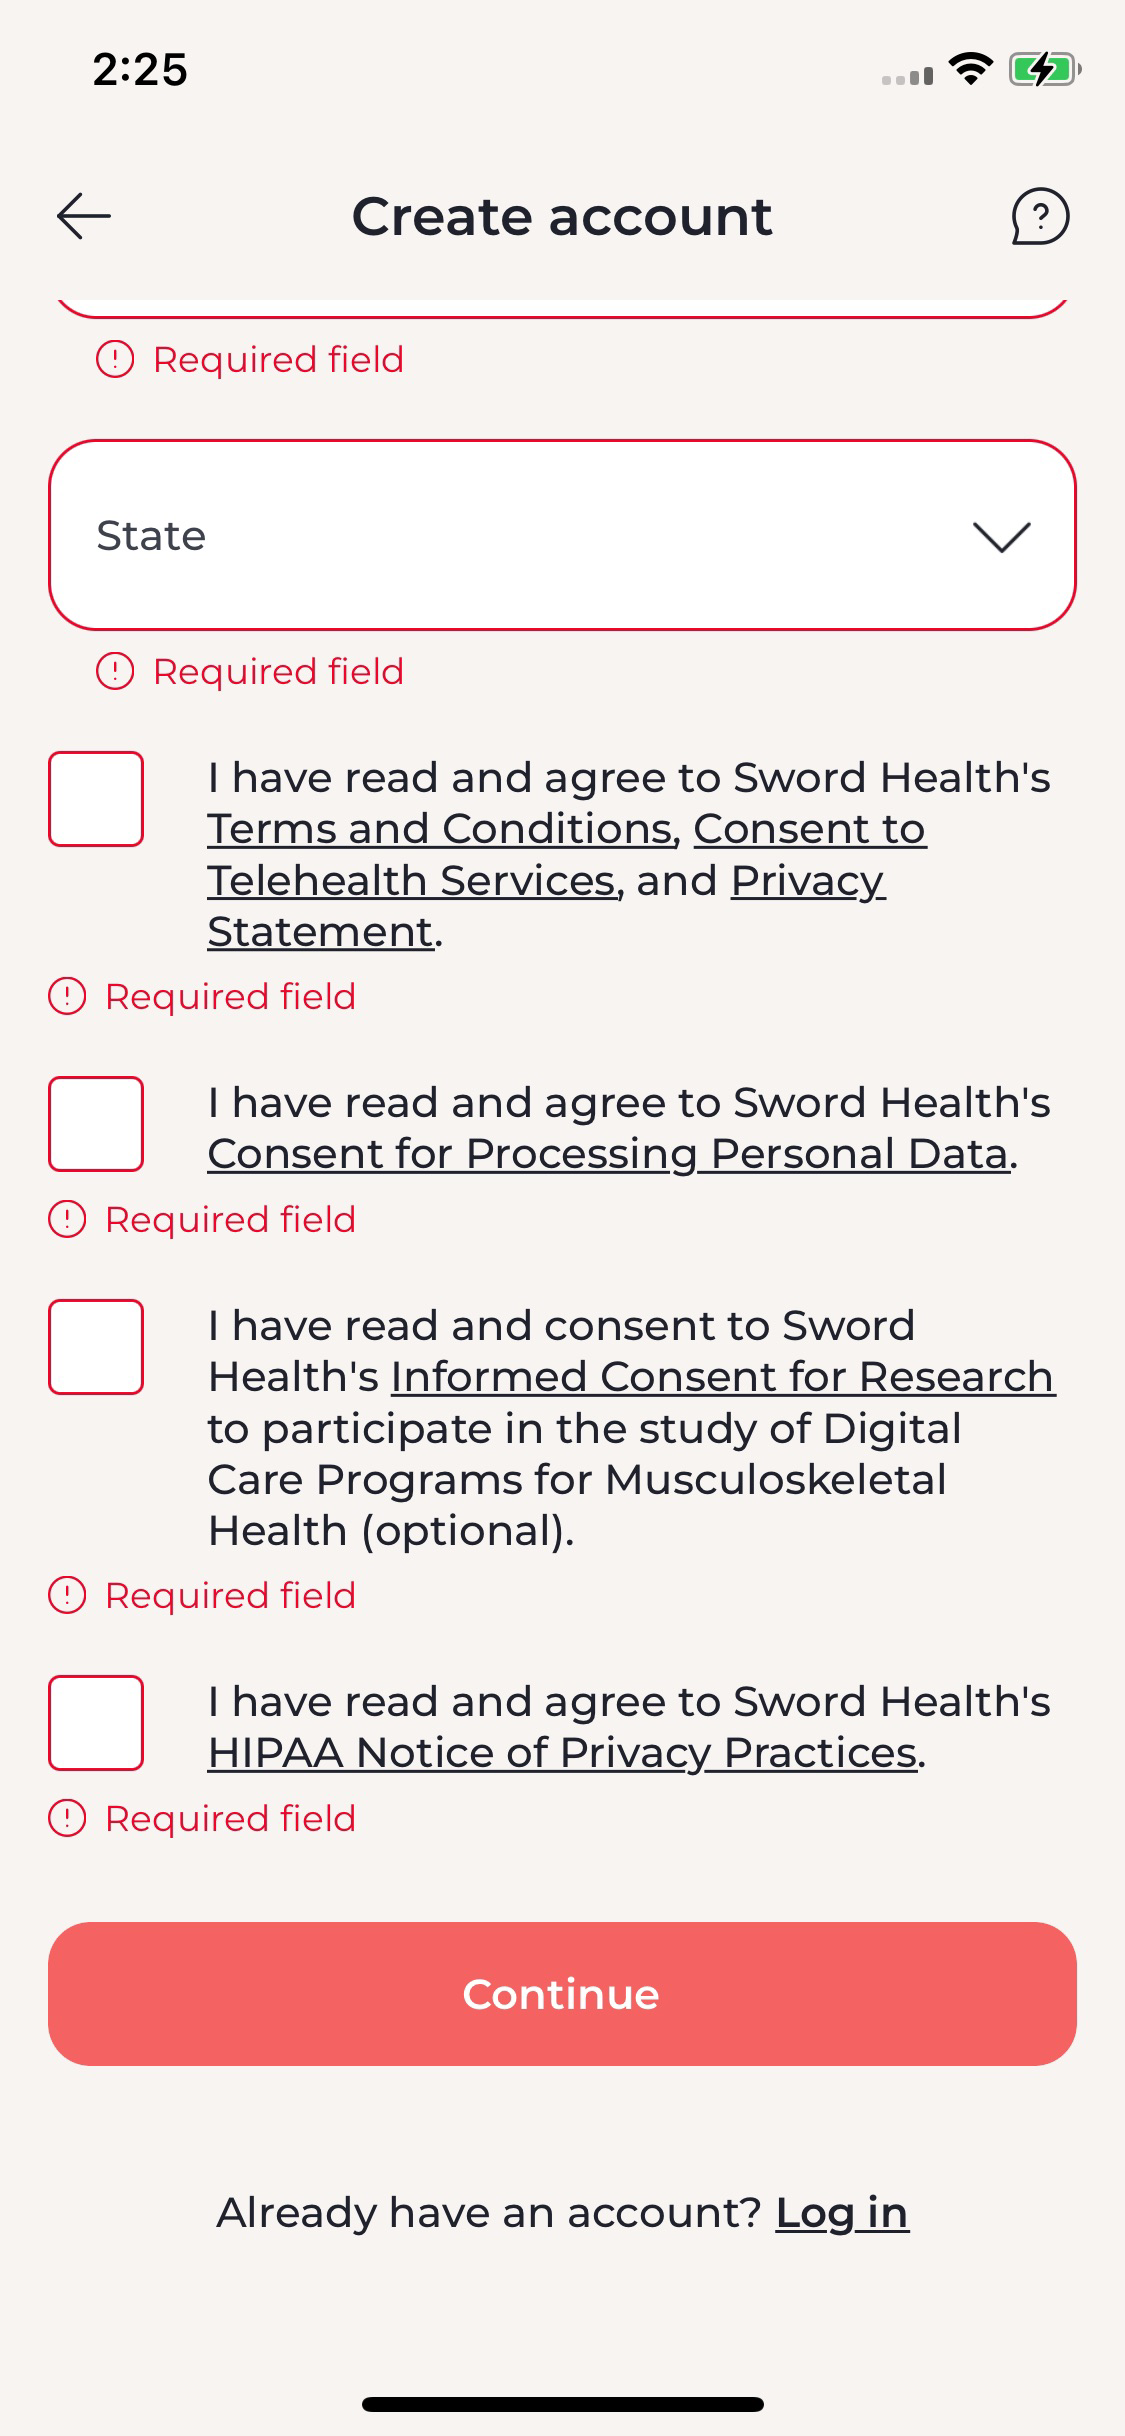 2:25
Create account
Required field
State
Required field
I have read and agree to Sword Health's
Terms and Conditions, Consent to
Telehealth Services, and Privacy
Statement.
Required field
I have read and agree to Sword Health's
Consent for Processing Personal Data.
Required field
I have read and consent to Sword
Health's Informed Consent for Research
to participate in the study of Digital
Care Programs for Musculoskeletal
Health (optional).
Required field
I have read and agree to Sword Health's
HIPAA Notice of Privacy Practices.
Required field
Continue
Already have an account? Log in